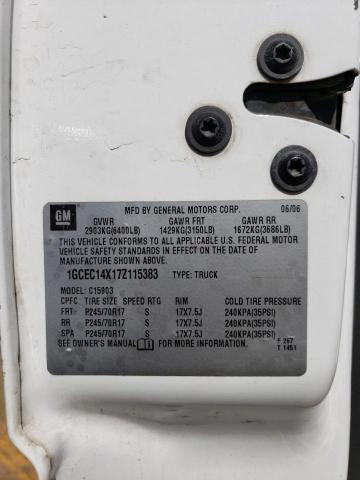 GM
MFD BY GENERAL MOTORS CORP. 06/06
GVWR GAWR FRT GAWR RR
2903KG(6400LB) 1429KG(3150LB) 1672KG(3686LB)
THIS VEHICLE CONFORMS TO ALL APPLICABLE U.S. FEDERAL MOTOR
VEHICLE SAFETY STANDARDS IN EFFECT ON THE DATE OF
MANUFACTURE SHOWN ABOVE.
1GCEC14X17Z115383 TYPE: TRUCK
MODEL: C15903
CPFC TIRE SIZE SPEED RTG RIM COLD TIRE PRESSURE
FRT: P245/70R17 S 17X7.5J 240KPA(35PSI)
RR P245/70R17 S 17X7.5J 240KPA(35PSI)
SPA P245/70R17 S 17X7.5J 240KPA(35PSI)
SEE OWNER'S MANUAL FOR MORE INFORMATION. F 267
T 1451